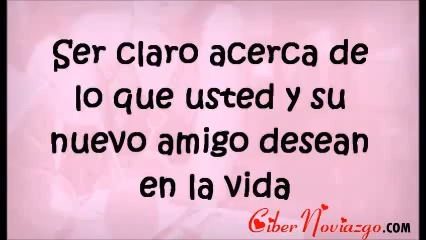 Ser claro acerca de
lo que usted y su
nuevo amigo desean
en la vida
CiberNoviazgo.com